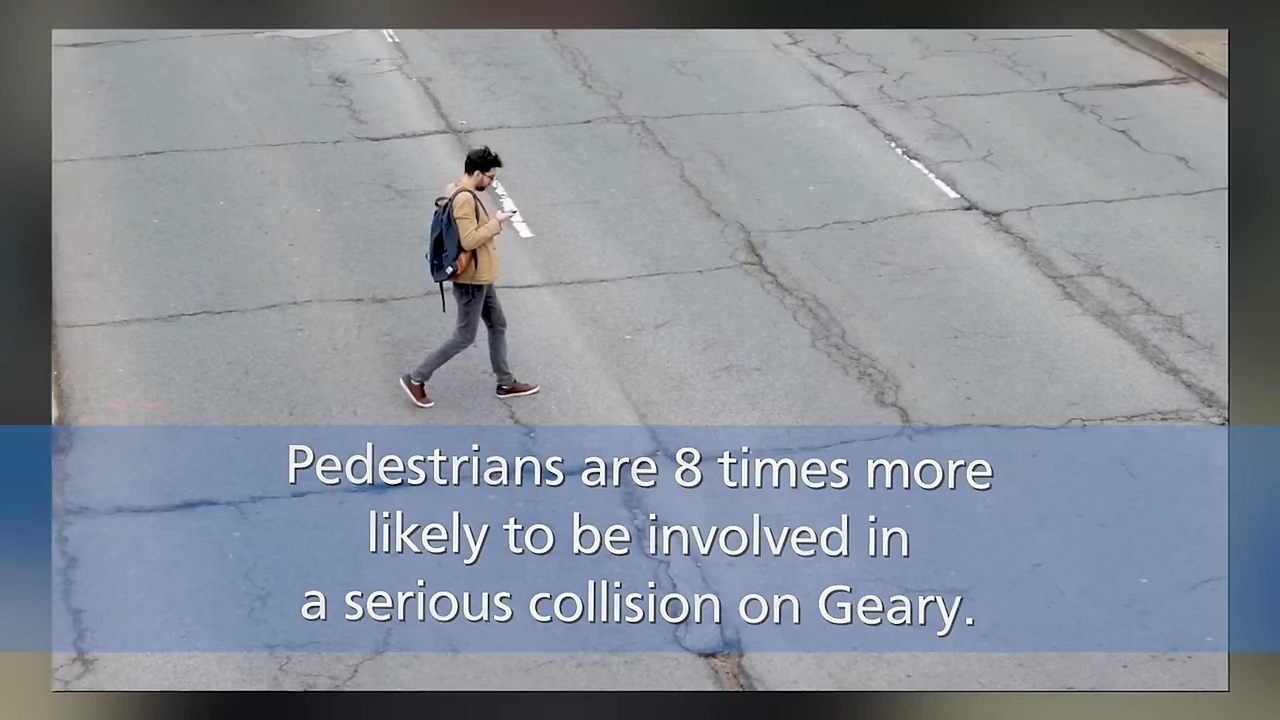 Pedestrians are 8 times more
likely to be involved in
a serious collision on Geary.